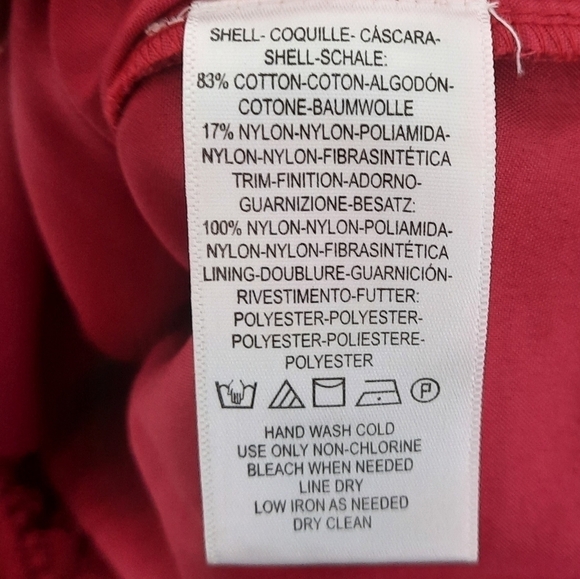 SHELL- COQUILLE- CÁSCARA-
SHELL-SCHALE:
83% COTTON-COTON-ALGODÓN-
COTONE-BAUMWOLLE
17% NYLON-NYLON-POLIAMIDA-
NYLON-NYLON-FIBRASINTÉTICA
TRIM-FINITION-ADORNO-
GUARNIZIONE-BESATZ:
100% NYLON-NYLON-POLIAMIDA-
NYLON-NYLON-FIBRASINTÉTICA
LINING-DOUBLURE-GUARNICIÓN-
RIVESTIMENTO-FUTTER:
POLYESTER-POLYESTER-
POLYESTER-POLIESTERE-
POLYESTER
P
HAND WASH COLD
USE ONLY NON-CHLORINE
BLEACH WHEN NEEDED
LINE DRY
LOW IRON AS NEEDED
DRY CLEAN